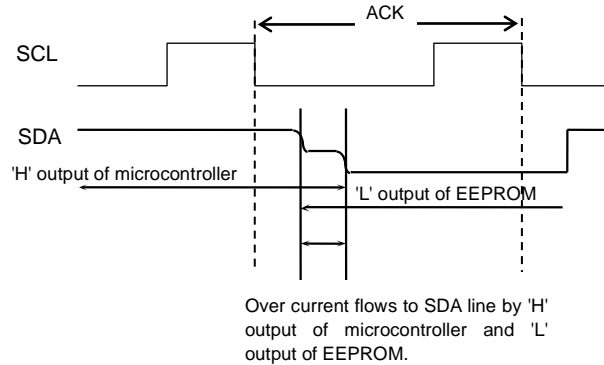 ACK
SCL
SDA
'H' output of microcontroller
'L' output of EEPROM
Over current flows to SDA line by 'H'
output of microcontroller and 'L'
output of EEPROM.